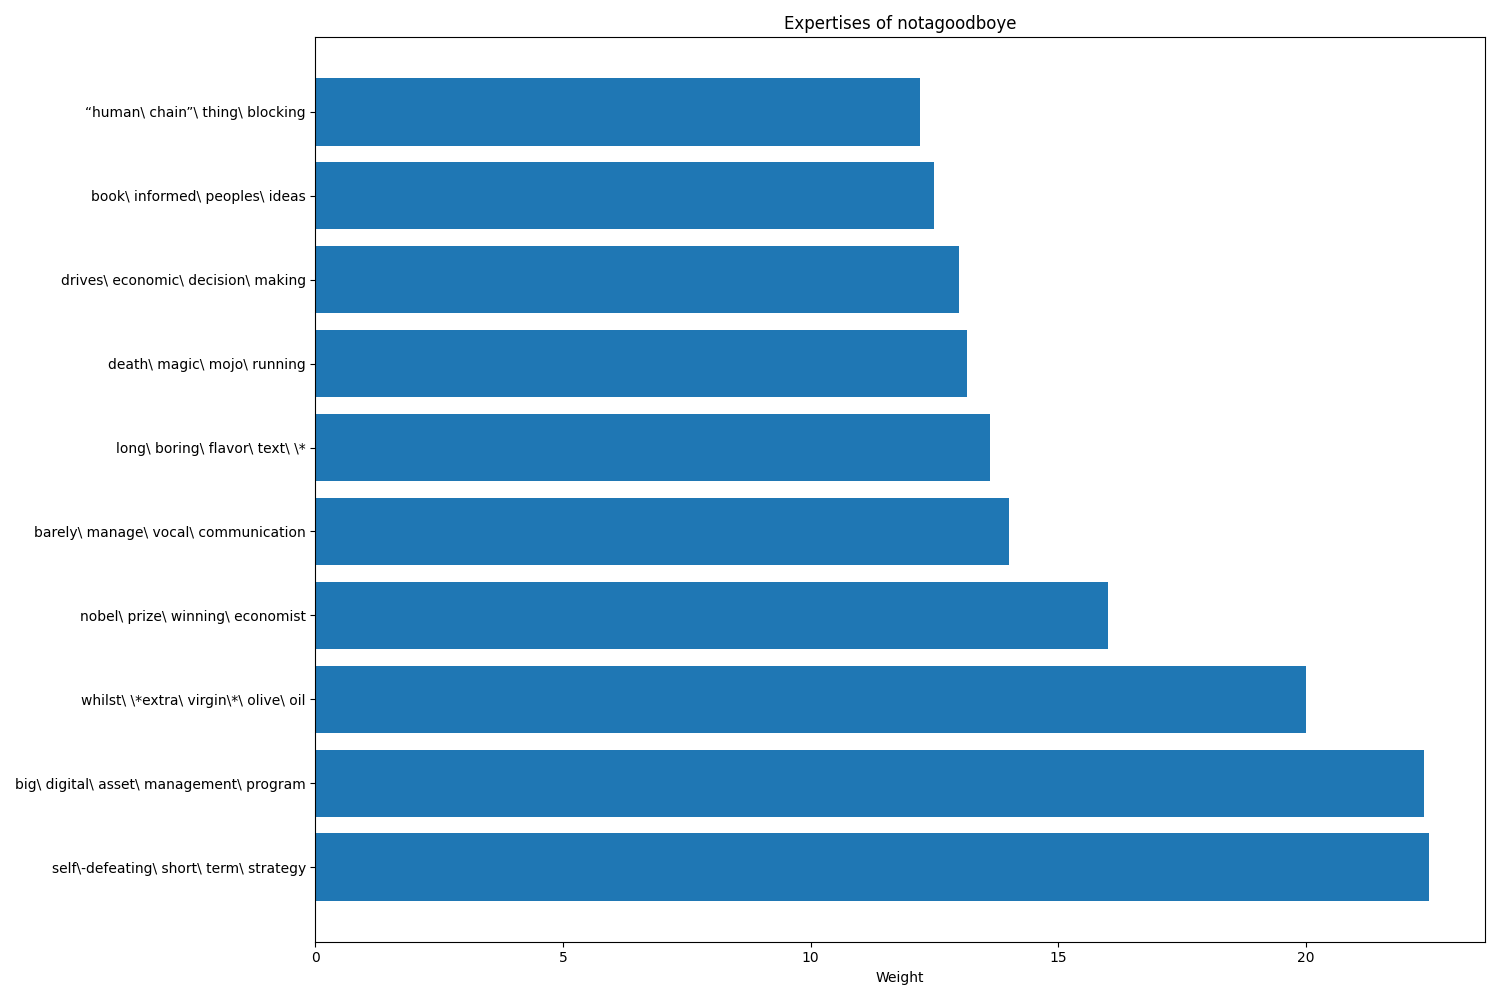 Expertises of notagoodboye
“human\ chain”\ thing\ blocking
book\ informed\ peoples\ ideas
drives\ economic\ decision\ making
death\ magic\ mojo\ running
long\ boring\ flavor\ text\ \*
barely\ manage\ vocal\ communication
nobel\ prize\ winning\ economist
whilst\ \*extra\ virgin\*\ olive\ oil
big\ digital\ asset\ management\ program
self\-defeating\ short\ term\ strategy
0 5 10 15 20
Weight